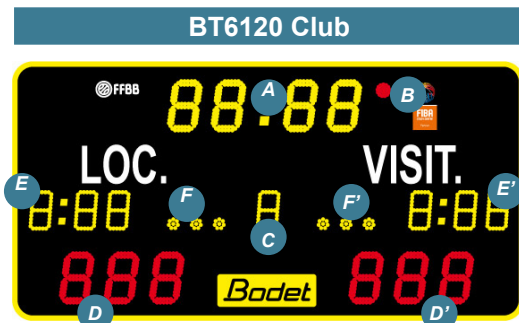 BT6120 Club
FFBB
88:88
A
B
FIBA
LOC.
VISIT.
E
8:88
F
8
C
F'
8:88
E'
888
D
Bodet
888
D'